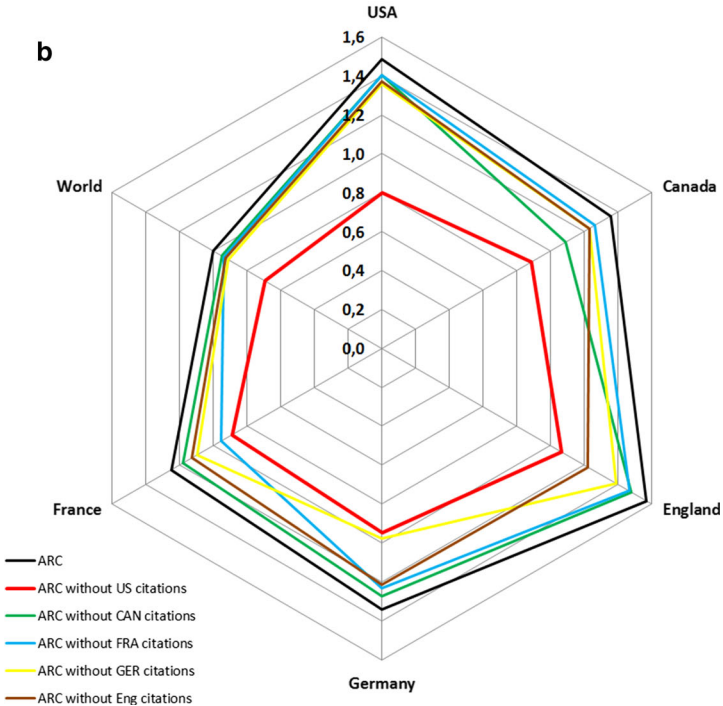 b
USA
1,6
1,4
1,2
1,0
0,8
0,6
0,4
0,2
0,0
World
Canada
France
England
Germany
ARC
ARC without US citations
ARC without CAN citations
ARC without FRA citations
ARC without GER citations
ARC without Eng citations